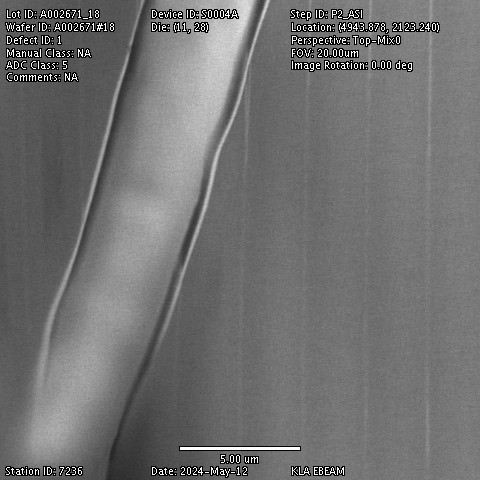 Lot ID: A002671_18
Wafer ID: A002671#18
Defect ID: 1
Manual Class: NA
ADC Class: 5
Comments: NA
Device ID: S0004A
Die: (11, 28)
Step ID: P2_ASI
Location: (4943.878, 2123.240)
Perspective: Top-Mix0
FOV: 20.00um
Image Rotation: 0.00 deg
5.00 um
Station ID: 7236
Date: 2024-May-12
KLA EBEAM